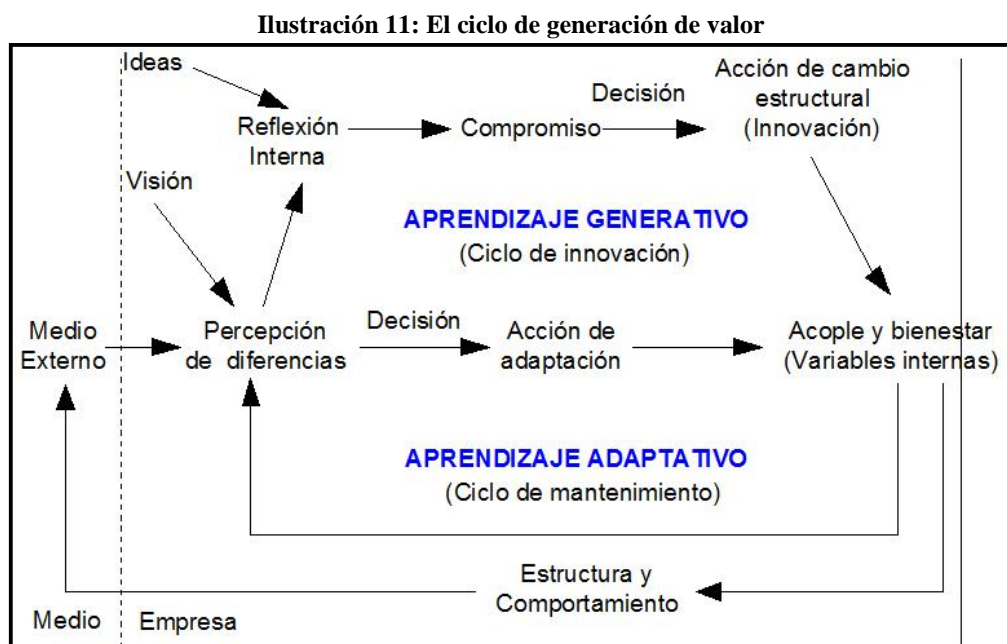 Ilustración 11: El ciclo de generación de valor
Ideas
Acción de cambio
estructural
(Innovación)
Decisión
Reflexión
Interna
Compromiso
Visión
APRENDIZAJE GENERATIVO
(Ciclo de innovación)
Medio
Externo
Percepción
de diferencias
Decisión
Acción de
adaptación
Acople y bienestar
(Variables internas)
APRENDIZAJE ADAPTATIVO
(Ciclo de mantenimiento)
Estructura y
Comportamiento
Medio
Empresa